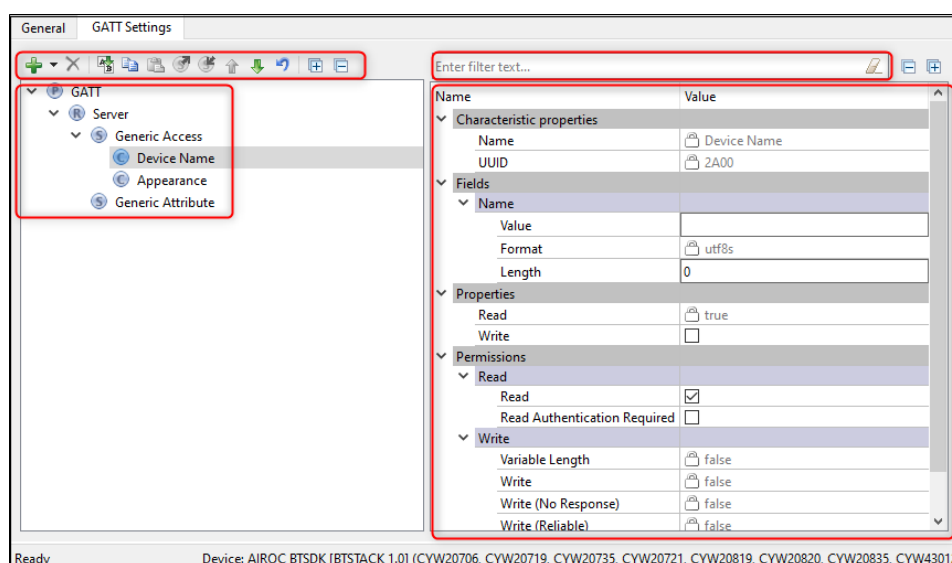 General GATT Settings
Enter filter text...
GATT
Server
Generic Access
Device Name
Appearance
Generic Attribute
Name Value
Characteristic properties
Name Device Name
UUID 2A00
Fields
Name
Value
Format utf8s
Length 0
Properties
Read true
Write
Permissions
Read
Read
Read Authentication Required
Write
Variable Length false
Write false
Write (No Response) false
Write (Reliable) false
Ready Device: AIROC BTSDK [BTSTACK 1.0] (CYW20706, CYW20719, CYW20735, CYW20721, CYW20819, CYW20820, CYW20835, CYW4301